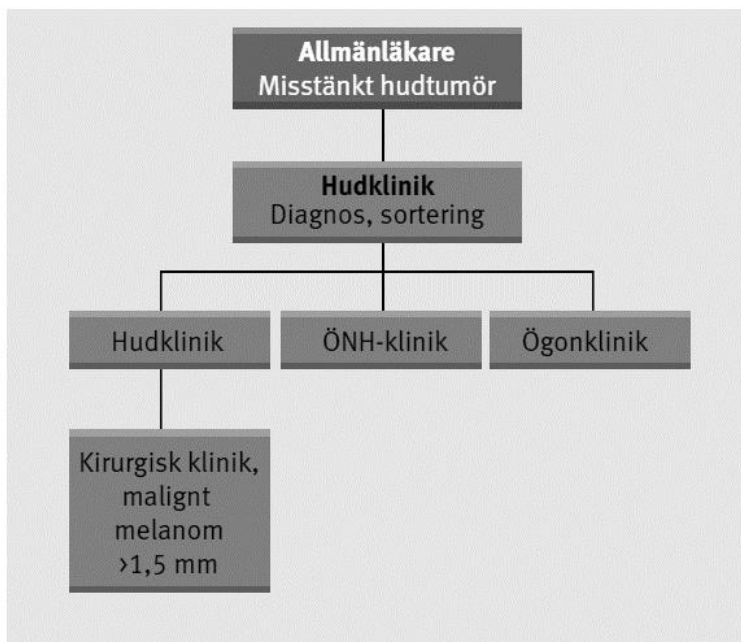 Allmänläkare
Misstänkt hudtumör
Hudklinik
Diagnos, sortering
Hudklinik
ÖNH-klinik
Ögonklinik
Kirurgisk klinik,
malignt
melanom
>1,5 mm